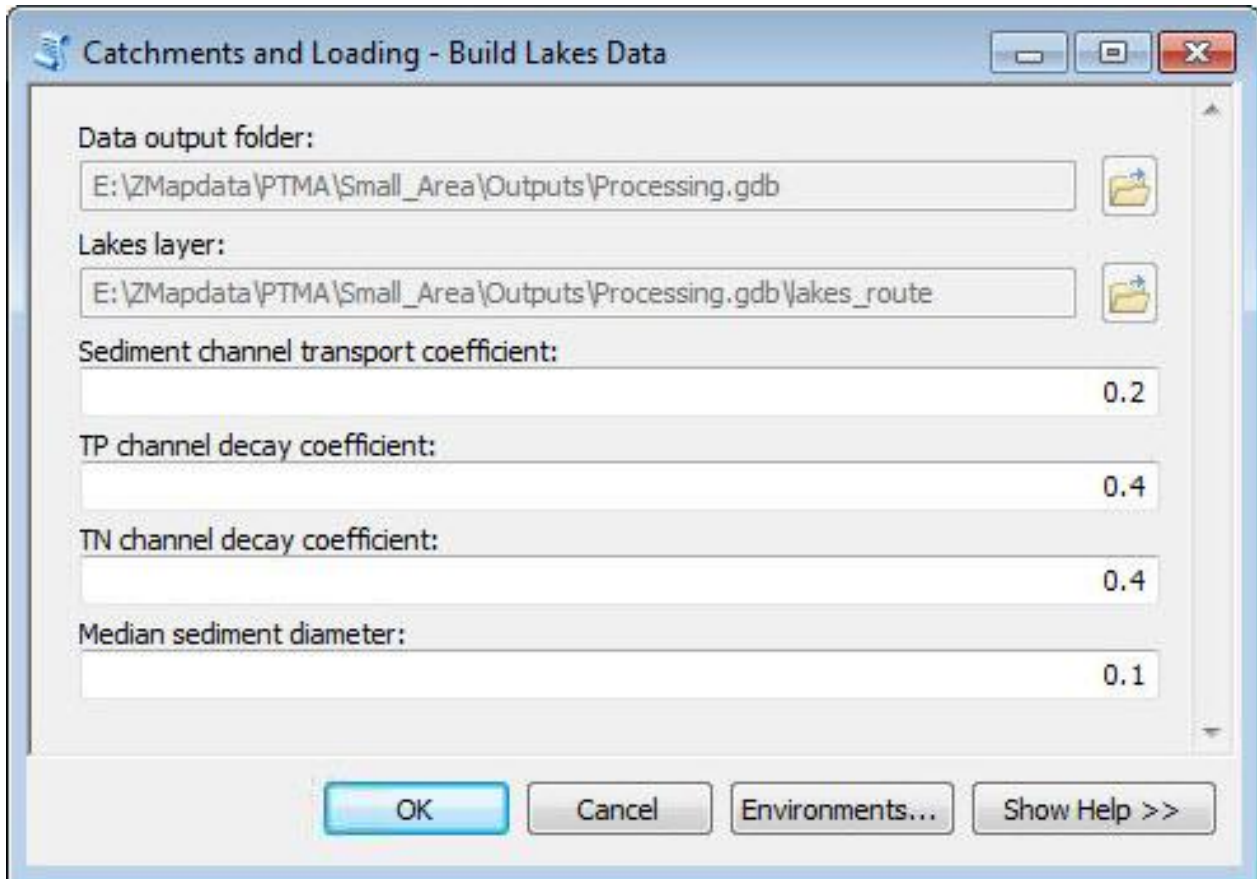 Catchments and Loading - Build Lakes Data
Data output folder:
E:\ZMapdata\PTMA\Small_Area\Outputs\Processing.gdb
Lakes layer:
E:\ZMapdata\PTMA\Small_Area\Outputs\Processing.gdb\lakes_route
Sediment channel transport coefficient:
0.2
TP channel decay coefficient:
0.4
TN channel decay coefficient:
0.4
Median sediment diameter:
0.1
OK Cancel Environments... Show Help >>